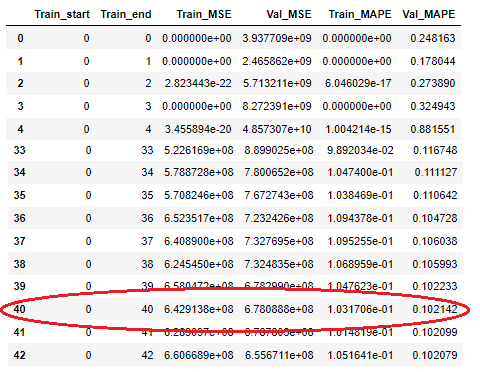 Train_start Train_end Train_MSE Val_MSE Train_MAPE Val_MAPE
0 0 0 0.000000e+00 3.937709e+09 0.000000e+00 0.248163
1 0 1 0.000000e+00 2.465862e+09 0.000000e+00 0.178044
2 0 2 2.823443e-22 5.713211e+09 6.046029e-17 0.273890
3 0 3 0.000000e+00 8.272391e+09 0.000000e+00 0.324943
4 0 4 3.455894e-20 4.857307e+10 1.004214e-15 0.881551
33 0 33 5.226169e+08 8.899025e+08 9.892034e-02 0.116748
34 0 34 5.788728e+08 7.800652e+08 1.047400e-01 0.111127
35 0 35 5.708246e+08 7.672743e+08 1.038469e-01 0.110642
36 0 36 6.523517e+08 7.232426e+08 1.094378e-01 0.104728
37 0 37 6.408900e+08 7.327695e+08 1.095255e-01 0.106038
38 0 38 6.245450e+08 7.324835e+08 1.068959e-01 0.105993
39 0 39 6.580472e+08 6.782990e+08 1.047623e-01 0.102233
40 0 40 6.429138e+08 6.780888e+08 1.031706e-01 0.102142
41 0 41 1.014819e-01 0.102099
42 0 42 6.606689e+08 6.556711e+08 1.051641e-01 0.102079